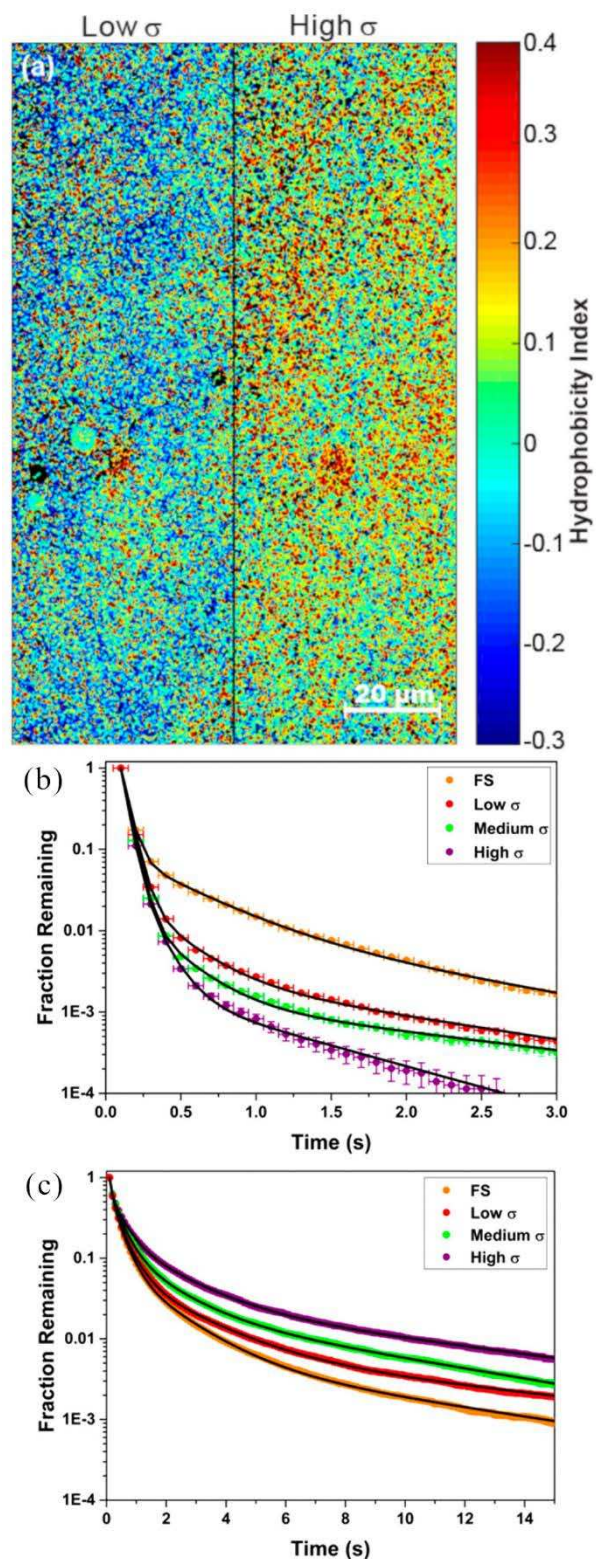 Low σ High σ
(a)
0.4
0.3
0.2
0.1
0
-0.1
-0.2
-0.3
Hydrophobicity Index
20 µm
(b)
1
0.1
0.01
1E-3
1E-4
Fraction Remaining
FS
Low σ
Medium σ
High σ
0.0 0.5 1.0 1.5 2.0 2.5 3.0
Time (s)
(c)
1
0.1
0.01
1E-3
1E-4
Fraction Remaining
FS
Low σ
Medium σ
High σ
0 2 4 6 8 10 12 14
Time (s)